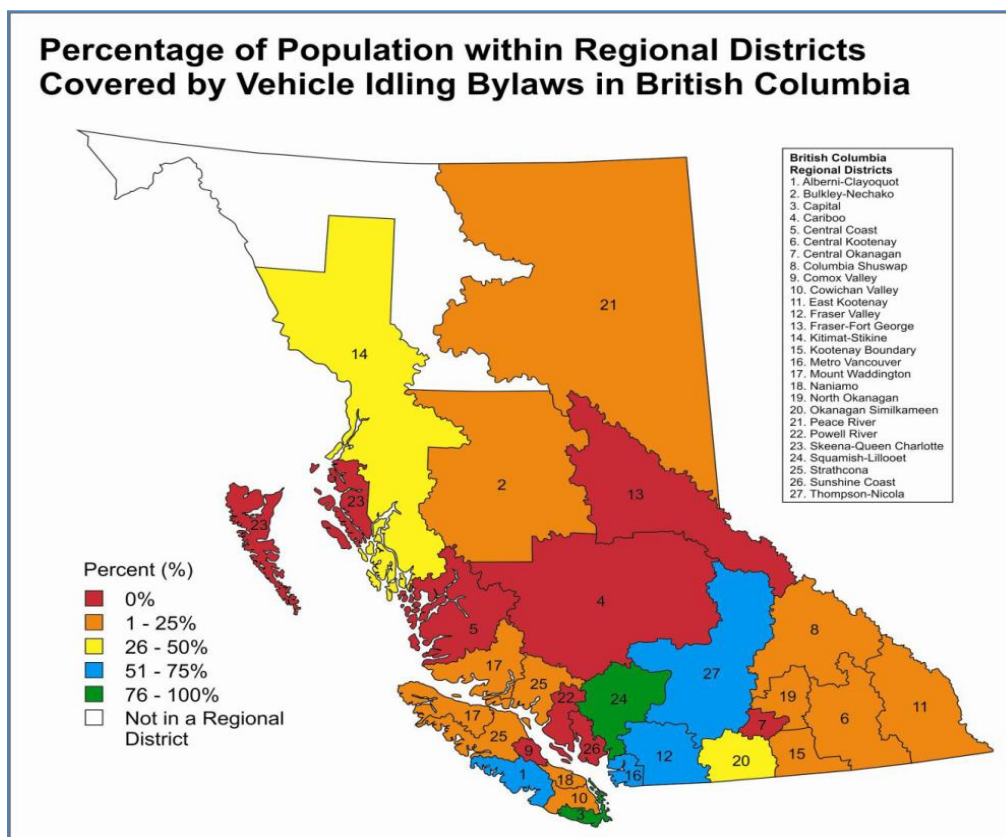 Percentage of Population within Regional Districts
Covered by Vehicle Idling Bylaws in British Columbia
British Columbia
Regional Districts
1. Alberni-Clayoquot
2. Bulkley-Nechako
3. Capital
4. Cariboo
5. Central Coast
6. Central Kootenay
7. Central Okanagan
8. Columbia Shuswap
9. Comox Valley
10. Cowichan Valley
11. East Kootenay
12. Fraser Valley
13. Fraser-Fort George
14. Kitimat-Stikine
15. Kootenay Boundary
16. Metro Vancouver
17. Mount Waddington
18. Naniamo
19. North Okanagan
20. Okanagan Similkameen
21. Peace River
22. Powell River
23. Skeena-Queen Charlotte
24. Squamish-Lillooet
25. Strathcona
26. Sunshine Coast
27. Thompson-Nicola
21
14
2
13
23
23
4
5
8
17
25
22
24
27
19
11
6
17
7
25
26
9
12
15
20
16
1
18
10
3
Percent (%)
0%
1 - 25%
26 - 50%
51 - 75%
76 - 100%
Not in a Regional
District